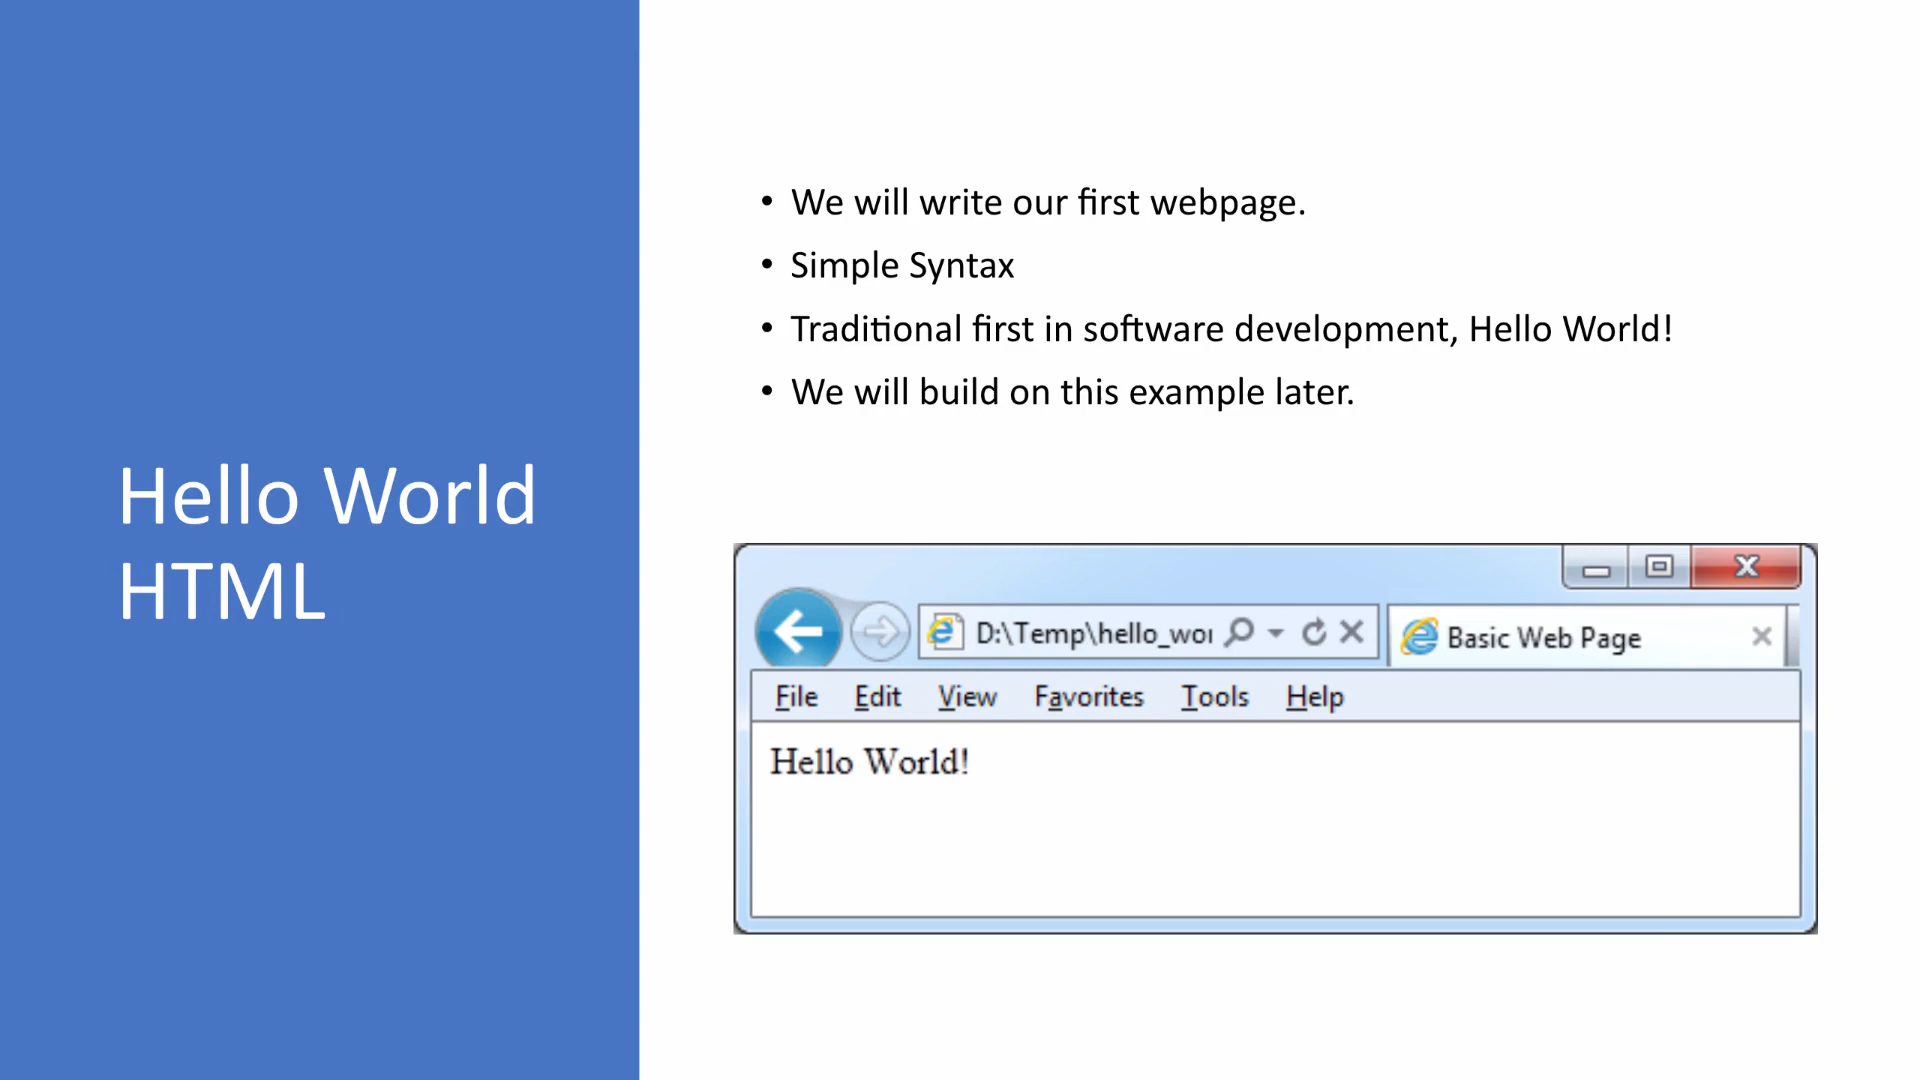 Hello World
HTML
• We will write our first webpage.
• Simple Syntax
• Traditional first in software development, Hello World!
• We will build on this example later.
D:\Temp\hello_wor
Basic Web Page
File Edit View Favorites Tools Help
Hello World!